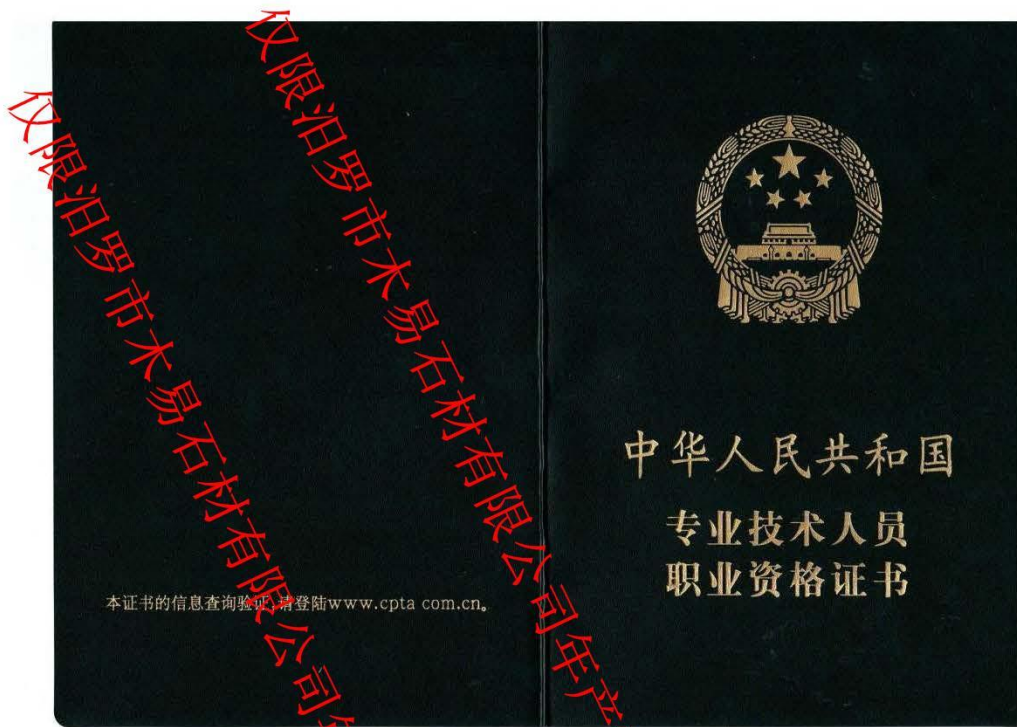 仅限汨罗市木易石材有限公司年
仅限汨罗市木易石材有限公司年产
本证书的信息查询验证,请登陆www.cpta com.cn。
中华人民共和国
专业技术人员
职业资格证书